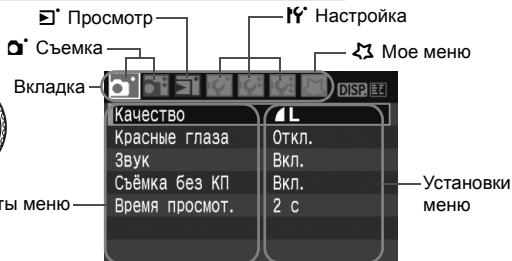 Просмотр
Настройка
Съемка
Мое меню
Вкладка
DISP.
Качество L
Красные глаза Откл.
Звук Вкл.
Съёмка без КП Вкл.
Время просмот. 2 с
Установки
меню
ты меню